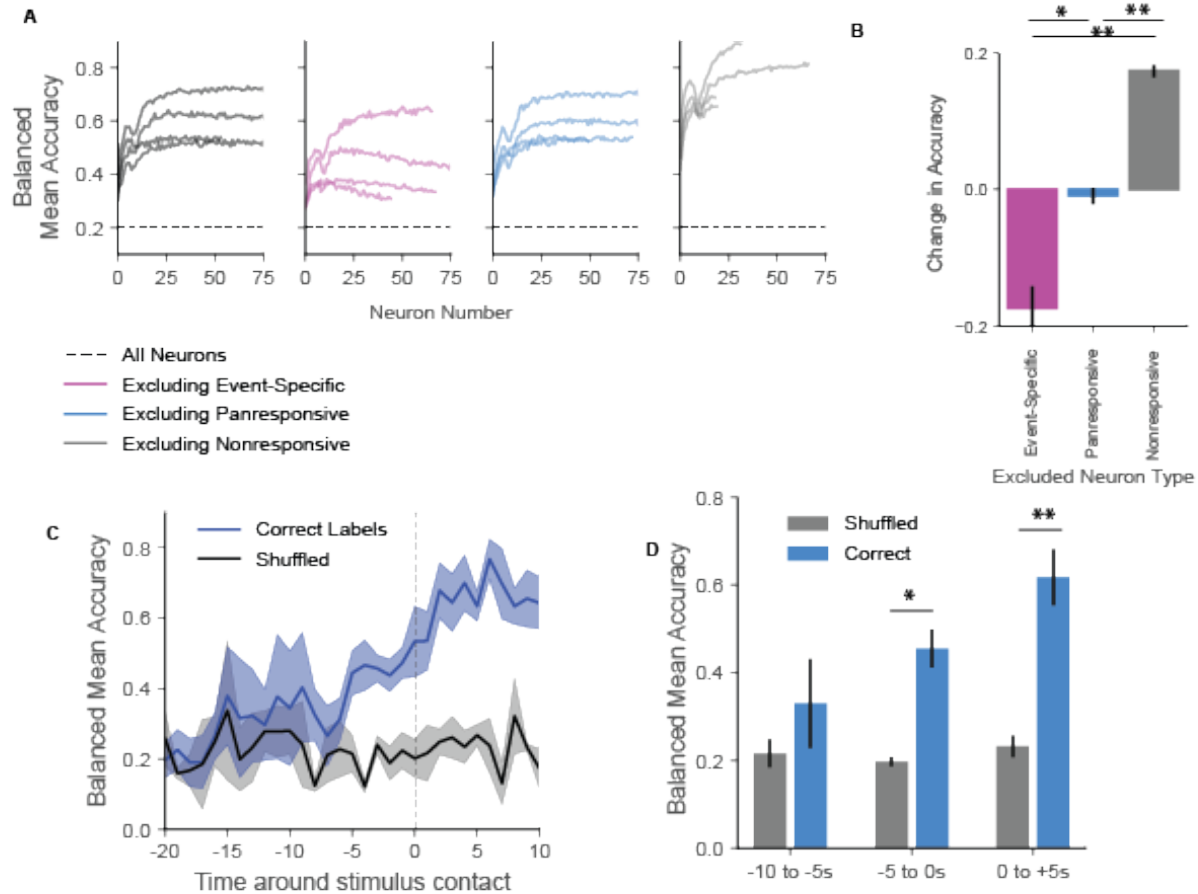 A
Balanced
Mean Accuracy
0.8
0.6
0.4
0.2
0 25 50 75
0 25 50 75
0 25 50 75
0 25 50 75
Neuron Number
All Neurons
Excluding Event-Specific
Excluding Panresponsive
Excluding Nonresponsive
B
* **
**
Change in Accuracy
0.2
0.0
−0.2
Event-Specific
Panresponsive
Nonresponsive
Excluded Neuron Type
C
Correct Labels
Shuffled
Balanced Mean Accuracy
0.8
0.6
0.4
0.2
0.0
-20 -15 -10 -5 0 5 10
Time around stimulus contact
D
Shuffled
Correct
*
**
Balanced Mean Accuracy
0.8
0.6
0.4
0.2
0.0
-10 to -5s -5 to 0s 0 to +5s